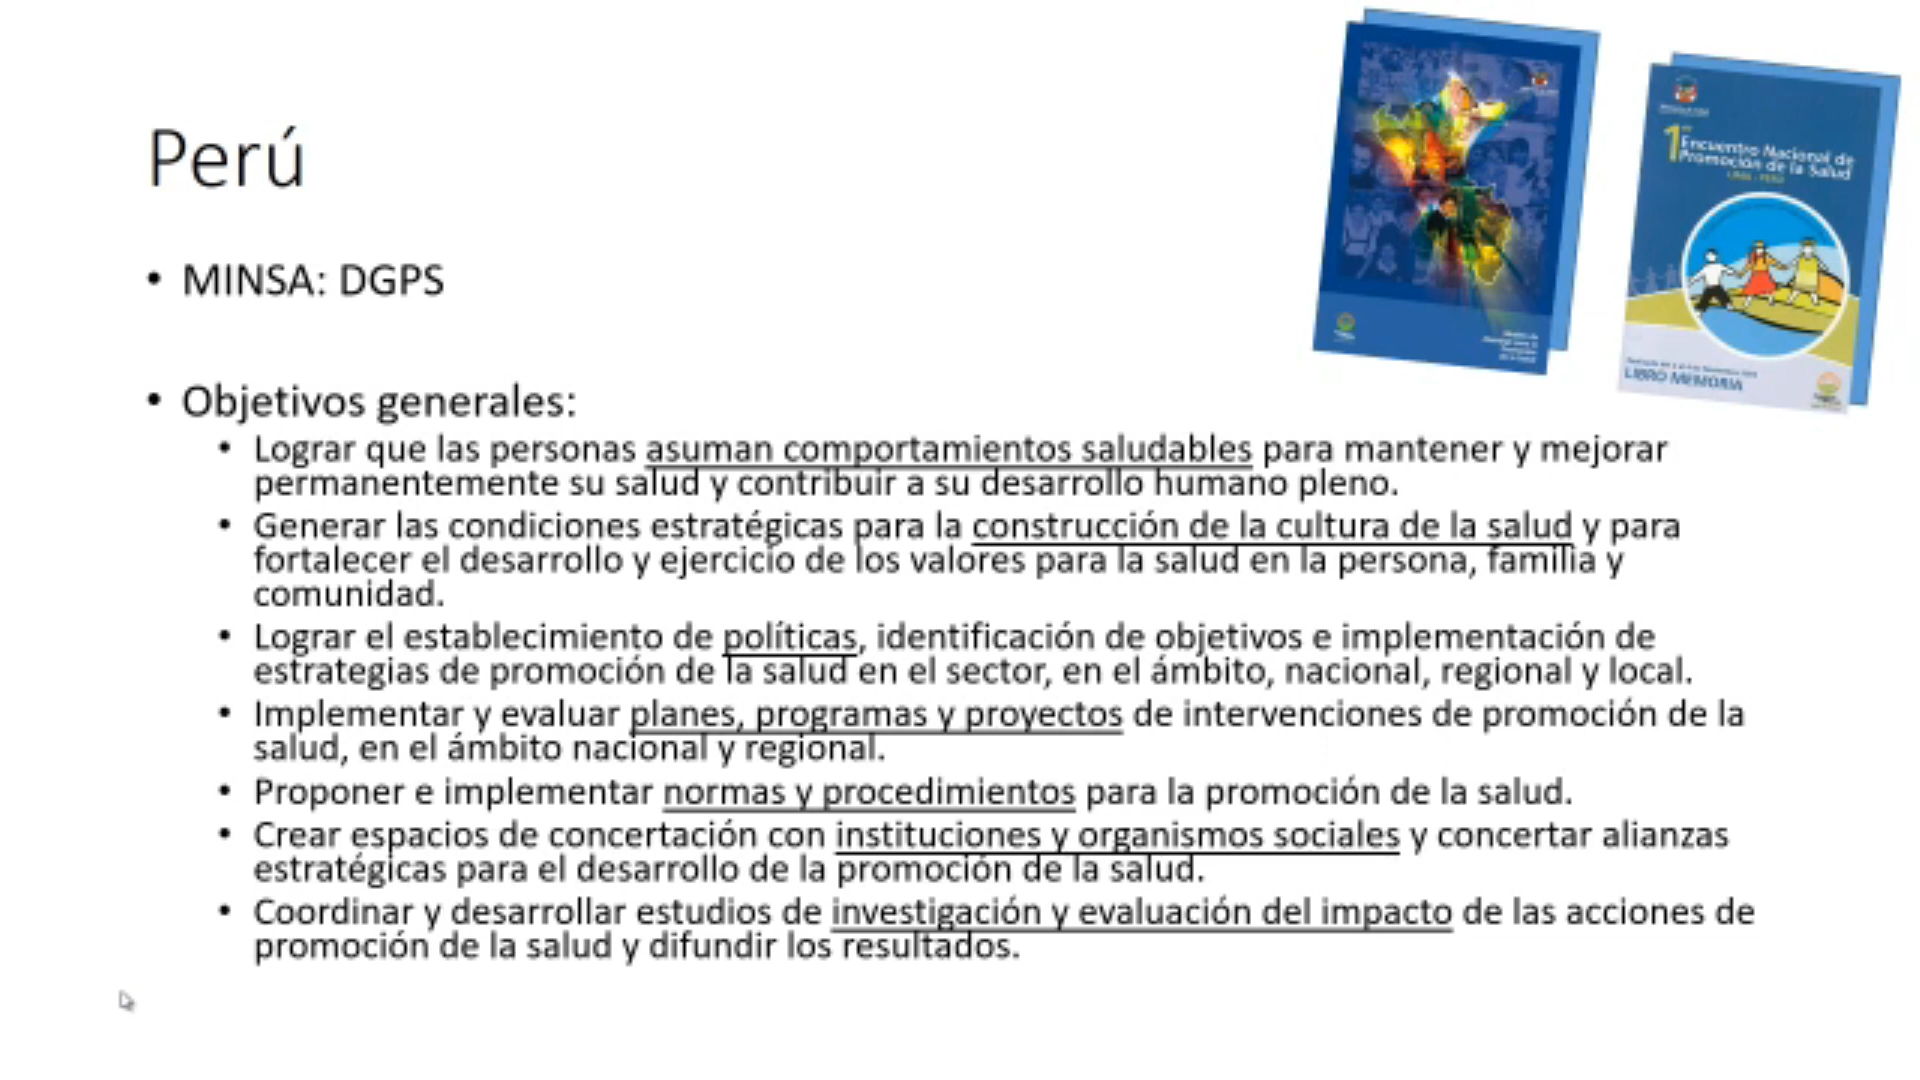 Perú
• MINSA: DGPS
• Objetivos generales:
• Lograr que las personas asuman comportamientos saludables para mantener y mejorar
permanentemente su salud y contribuir a su desarrollo humano pleno.
• Generar las condiciones estratégicas para la construcción de la cultura de la salud y para
fortalecer el desarrollo y ejercicio de los valores para la salud en la persona, familia y
comunidad.
• Lograr el establecimiento de políticas, identificación de objetivos e implementación de
estrategias de promoción de la salud en el sector, en el ámbito, nacional, regional y local.
• Implementar y evaluar planes, programas y proyectos de intervenciones de promoción de la
salud, en el ámbito nacional y regional.
• Proponer e implementar normas y procedimientos para la promoción de la salud.
• Crear espacios de concertación con instituciones y organismos sociales y concertar alianzas
estratégicas para el desarrollo de la promoción de la salud.
• Coordinar y desarrollar estudios de investigación y evaluación del impacto de las acciones de
promoción de la salud y difundir los resultados.
1er Encuentro Nacional de
Promoción de la Salud
LIMA - PERÚ
LIBRO MEMORIA